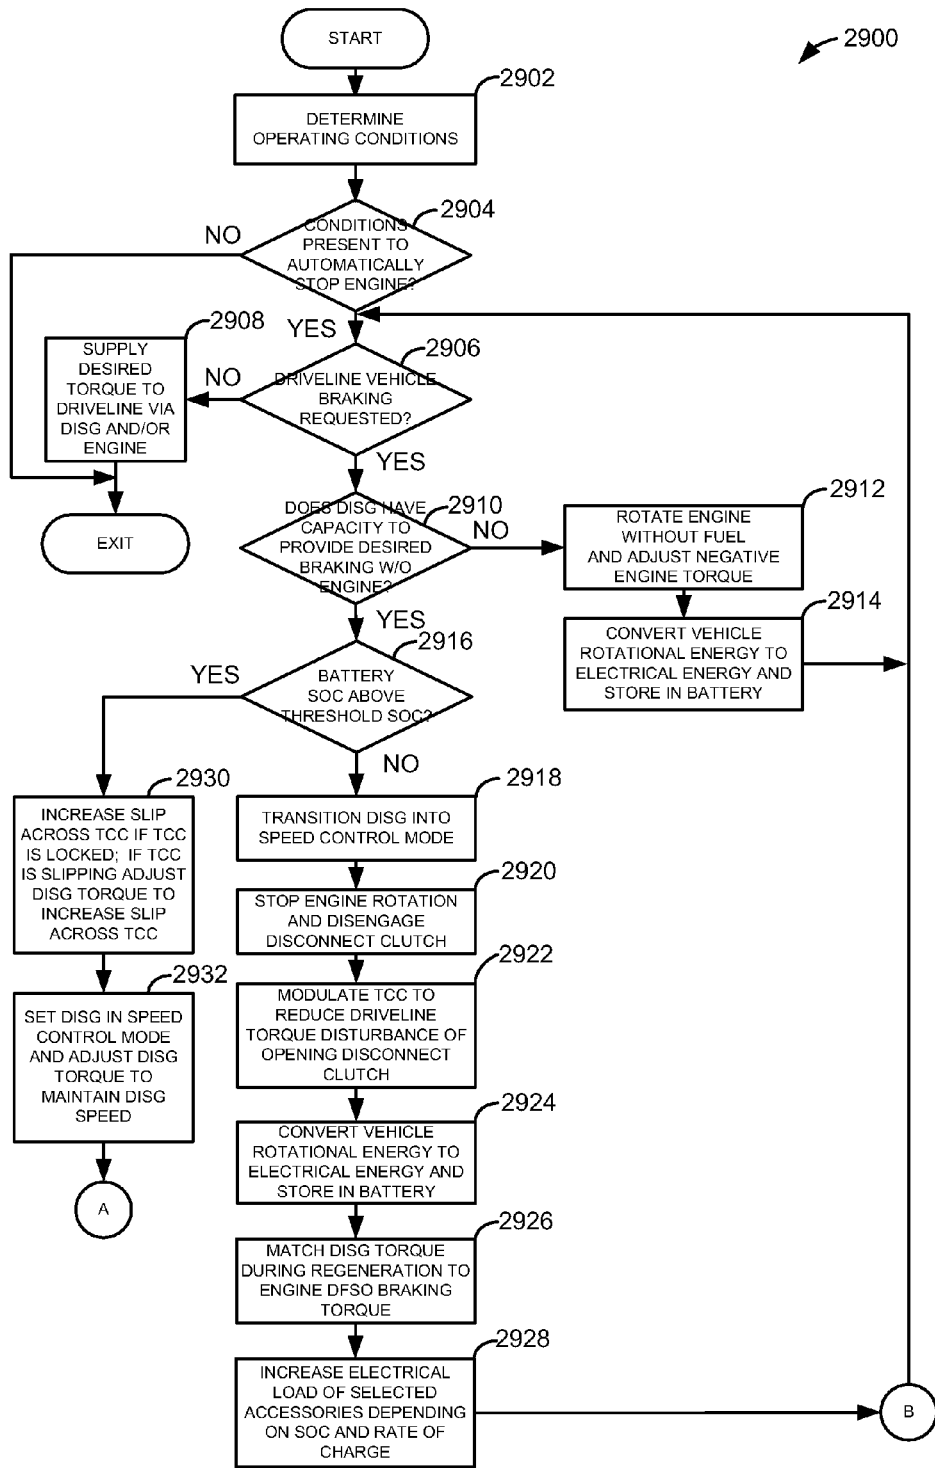 START
2900
2902
DETERMINE
OPERATING CONDITIONS
2904
NO
CONDITIONS
PRESENT TO
AUTOMATICALLY
STOP ENGINE?
YES
2908
SUPPLY
DESIRED
TORQUE TO
DRIVELINE VIA
DISG AND/OR
ENGINE
2906
NO
DRIVELINE VEHICLE
BRAKING
REQUESTED?
YES
EXIT
2910
DOES DISG HAVE
CAPACITY TO
PROVIDE DESIRED
BRAKING W/O
ENGINE?
NO
2912
ROTATE ENGINE
WITHOUT FUEL
AND ADJUST NEGATIVE
ENGINE TORQUE
2914
CONVERT VEHICLE
ROTATIONAL ENERGY TO
ELECTRICAL ENERGY AND
STORE IN BATTERY
YES
2916
YES
BATTERY
SOC ABOVE
THRESHOLD SOC?
NO
2930
INCREASE SLIP
ACROSS TCC IF TCC
IS LOCKED; IF TCC
IS SLIPPING ADJUST
DISG TORQUE TO
INCREASE SLIP
ACROSS TCC
2932
SET DISG IN SPEED
CONTROL MODE
AND ADJUST DISG
TORQUE TO
MAINTAIN DISG
SPEED
A
2918
TRANSITION DISG INTO
SPEED CONTROL MODE
2920
STOP ENGINE ROTATION
AND DISENGAGE
DISCONNECT CLUTCH
2922
MODULATE TCC TO
REDUCE DRIVELINE
TORQUE DISTURBANCE OF
OPENING DISCONNECT
CLUTCH
2924
CONVERT VEHICLE
ROTATIONAL ENERGY TO
ELECTRICAL ENERGY AND
STORE IN BATTERY
2926
MATCH DISG TORQUE
DURING REGENERATION TO
ENGINE DFSO BRAKING
TORQUE
2928
INCREASE ELECTRICAL
LOAD OF SELECTED
ACCESSORIES DEPENDING
ON SOC AND RATE OF
CHARGE
B